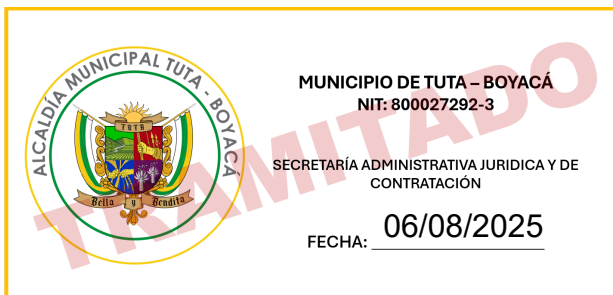 ALCALDÍA MUNICIPAL TUTA - BOYACÁ
TUTA
Bella y Bendita
MUNICIPIO DE TUTA – BOYACÁ
NIT: 800027292-3
SECRETARÍA ADMINISTRATIVA JURIDICA Y DE
CONTRATACIÓN
FECHA: 06/08/2025
TRAMITADO